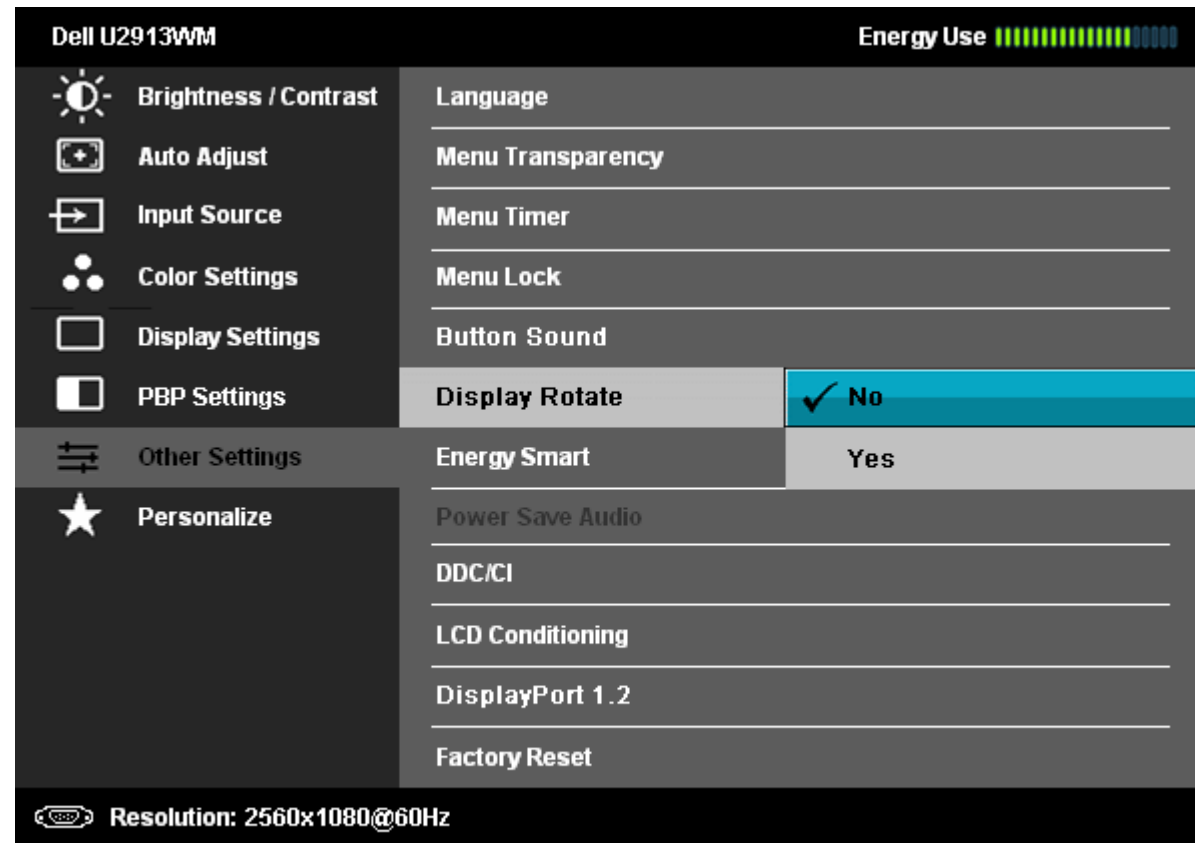 Dell U2913WM
Energy Use
Brightness / Contrast
Auto Adjust
Input Source
Color Settings
Display Settings
PBP Settings
Other Settings
Personalize
Language
Menu Transparency
Menu Timer
Menu Lock
Button Sound
Display Rotate
No
Energy Smart
Yes
Power Save Audio
DDC/CI
LCD Conditioning
DisplayPort 1.2
Factory Reset
Resolution: 2560x1080@60Hz